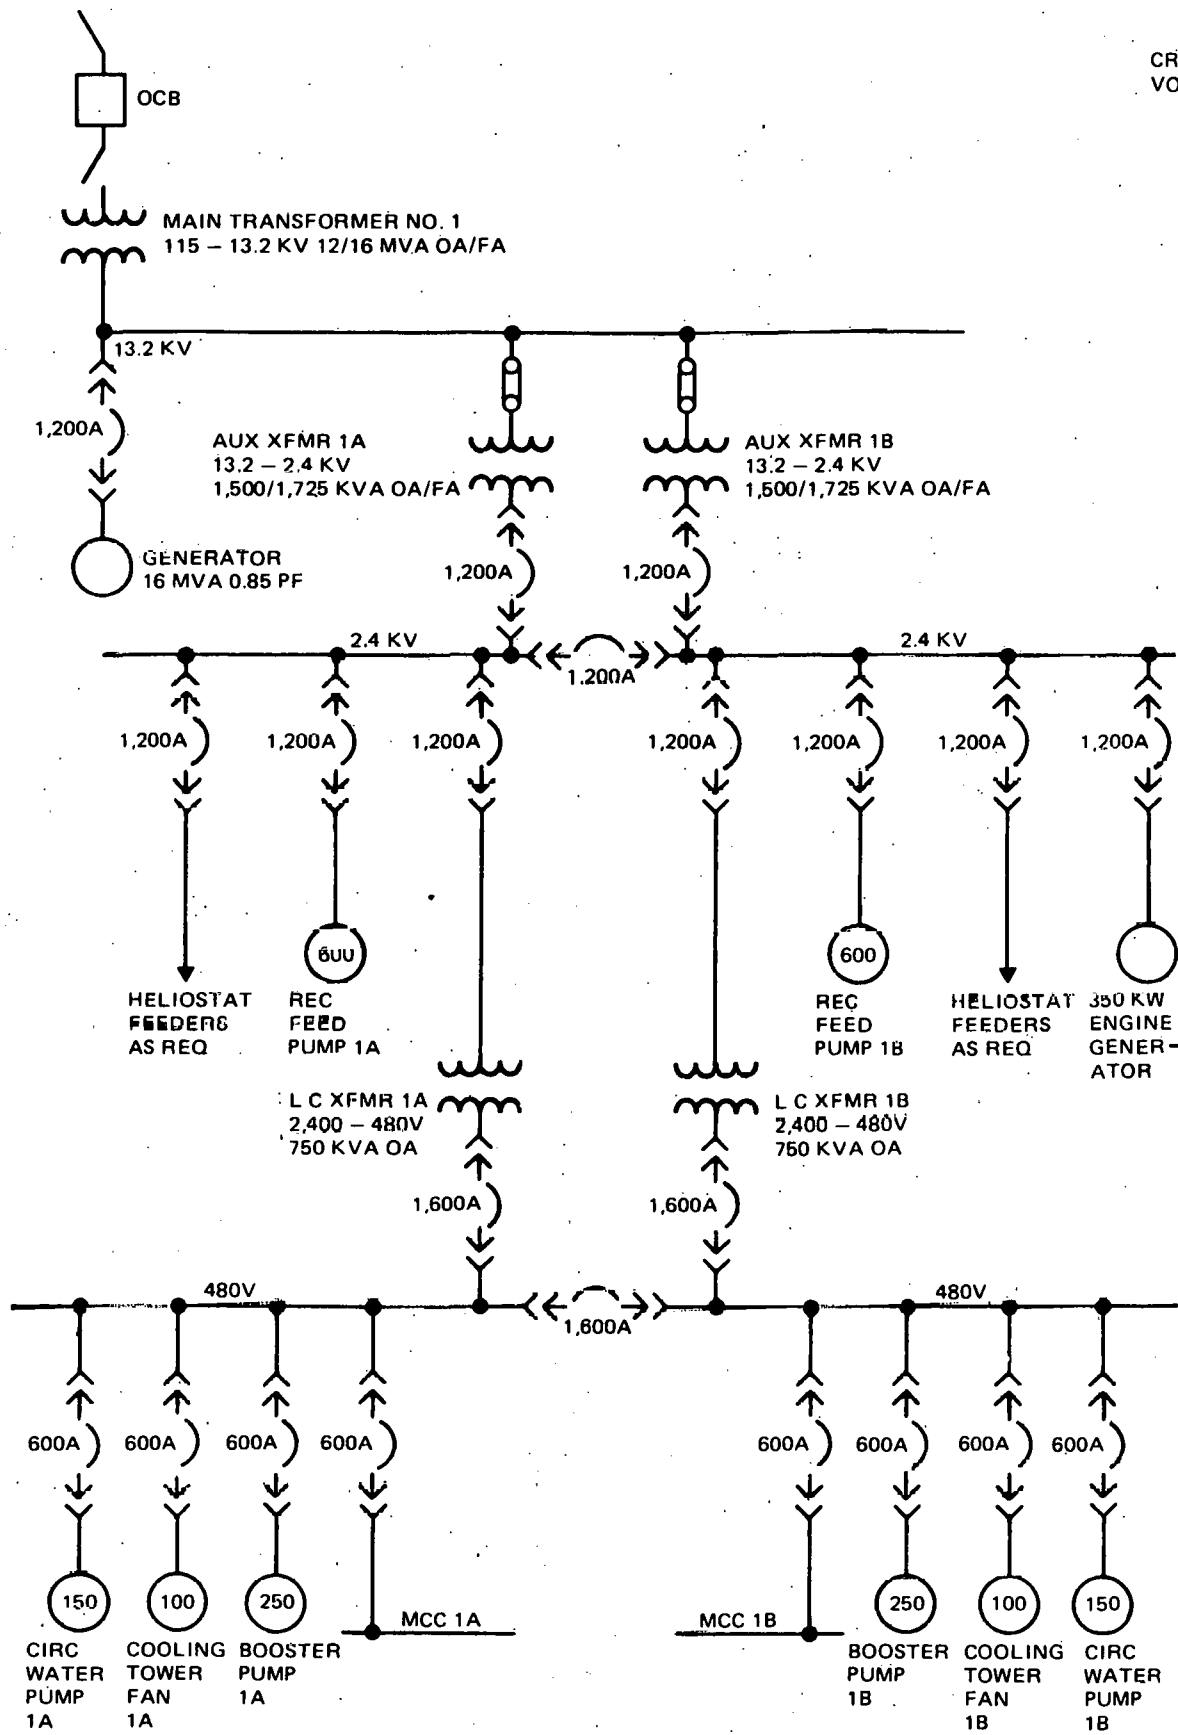 CR
VO
OCB
MAIN TRANSFORMER NO. 1
115 – 13.2 KV 12/16 MVA OA/FA
13.2 KV
1,200A
AUX XFMR 1A
13.2 – 2.4 KV
1,500/1,725 KVA OA/FA
AUX XFMR 1B
13.2 – 2.4 KV
1,500/1,725 KVA OA/FA
GENERATOR
16 MVA 0.85 PF
1,200A
1,200A
2.4 KV
1.200A
2.4 KV
1,200A
1,200A
1,200A
1,200A
1,200A
1,200A
1,200A
600
600
HELIOSTAT
FEEDERS
AS REQ
REC
FEED
PUMP 1A
REC
FEED
PUMP 1B
HELIOSTAT
FEEDERS
AS REQ
350 KW
ENGINE
GENER–
ATOR
L C XFMR 1A
2,400 – 480V
750 KVA OA
L C XFMR 1B
2,400 – 480V
750 KVA OA
1,600A
1,600A
480V
1,600A
480V
600A
600A
600A
600A
600A
600A
600A
600A
150
100
250
MCC 1A
MCC 1B
250
100
150
CIRC
WATER
PUMP
1A
COOLING
TOWER
FAN
1A
BOOSTER
PUMP
1A
BOOSTER
PUMP
1B
COOLING
TOWER
FAN
1B
CIRC
WATER
PUMP
1B